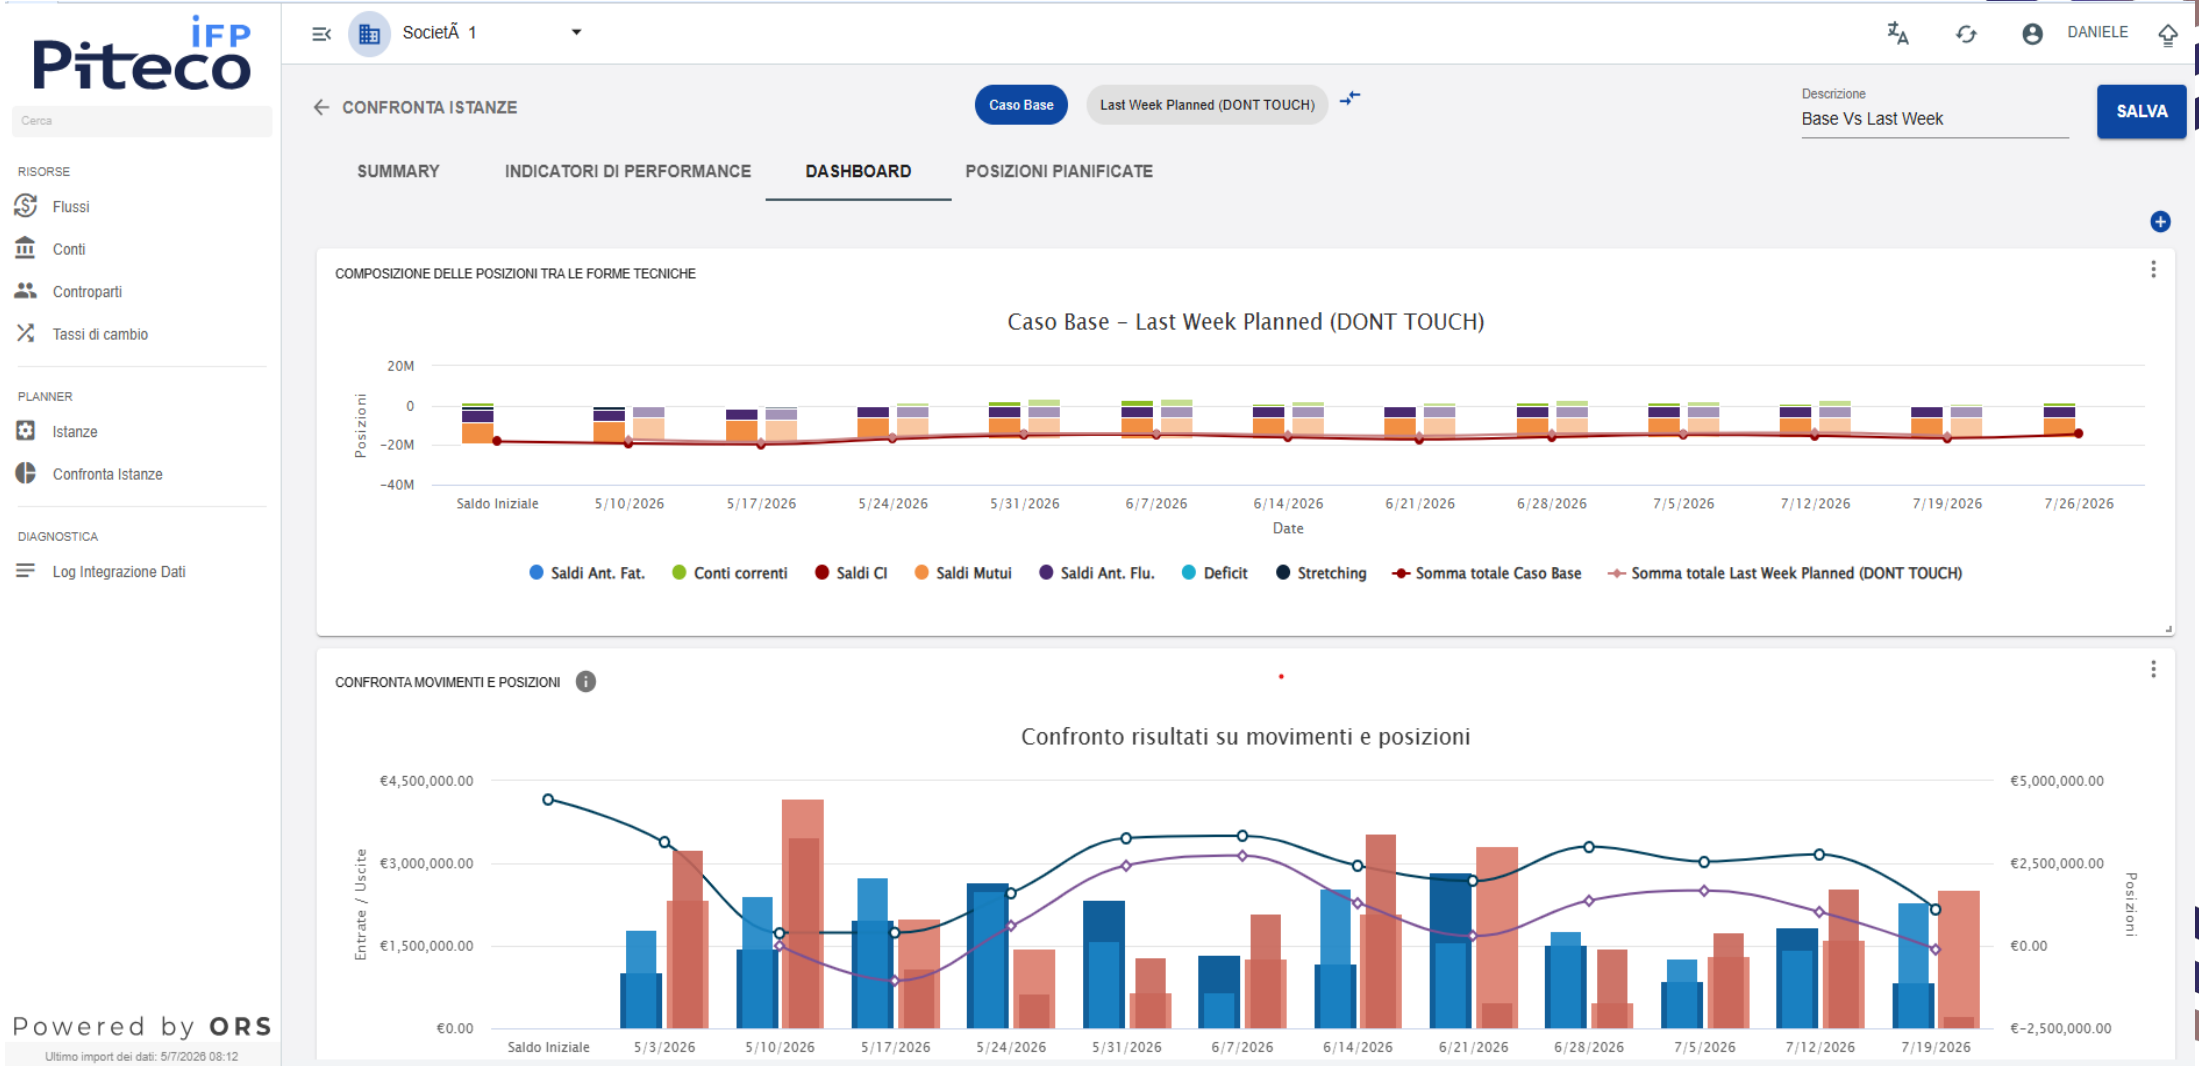 iFP
Piteco
Cerca
RISORSE
Flussi
Conti
Controparti
Tassi di cambio
PLANNER
Istanze
Confronta Istanze
DIAGNOSTICA
Log Integrazione Dati
Powered by ORS
Ultimo import dei dati: 5/7/2026 08:12
SocietÃ 1
DANIELE
CONFRONTA ISTANZE
Caso Base
Last Week Planned (DONT TOUCH)
Descrizione
Base Vs Last Week
SALVA
SUMMARY
INDICATORI DI PERFORMANCE
DASHBOARD
POSIZIONI PIANIFICATE
COMPOSIZIONE DELLE POSIZIONI TRA LE FORME TECNICHE
Caso Base – Last Week Planned (DONT TOUCH)
Posizioni
20M
0
−20M
−40M
Saldo Iniziale 5/10/2026 5/17/2026 5/24/2026 5/31/2026 6/7/2026 6/14/2026 6/21/2026 6/28/2026 7/5/2026 7/12/2026 7/19/2026 7/26/2026
Date
Saldi Ant. Fat. Conti correnti Saldi CI Saldi Mutui Saldi Ant. Flu. Deficit Stretching Somma totale Caso Base Somma totale Last Week Planned (DONT TOUCH)
CONFRONTA MOVIMENTI E POSIZIONI
Confronto risultati su movimenti e posizioni
Entrate / Uscite
€4,500,000.00
€3,000,000.00
€1,500,000.00
€0.00
€5,000,000.00
€2,500,000.00
€0.00
€−2,500,000.00
Posizioni
Saldo Iniziale 5/3/2026 5/10/2026 5/17/2026 5/24/2026 5/31/2026 6/7/2026 6/14/2026 6/21/2026 6/28/2026 7/5/2026 7/12/2026 7/19/2026